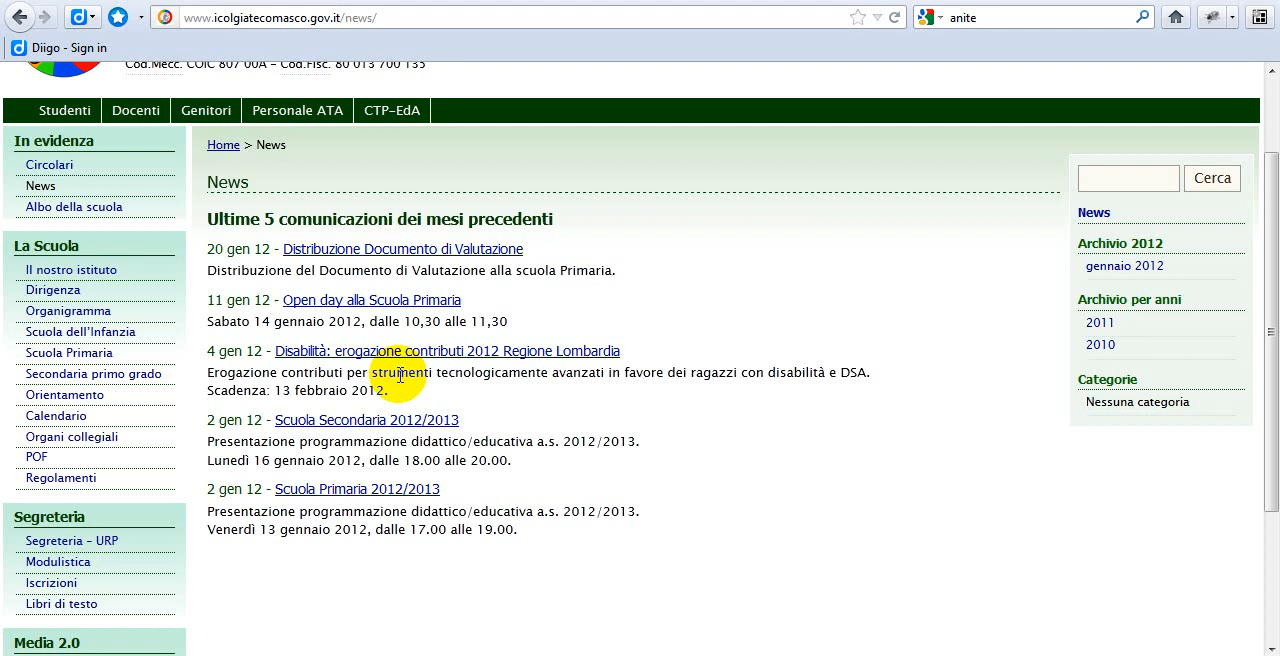 www.icolgiatecomasco.gov.it/news/
anite
Diigo - Sign in
Cod.Mecc. COIC 807 00A – Cod.Fisc. 80 013 700 135
Studenti
Docenti
Genitori
Personale ATA
CTP-EdA
In evidenza
Circolari
News
Albo della scuola
La Scuola
Il nostro istituto
Dirigenza
Organigramma
Scuola dell'Infanzia
Scuola Primaria
Secondaria primo grado
Orientamento
Calendario
Organi collegiali
POF
Regolamenti
Segreteria
Segreteria – URP
Modulistica
Iscrizioni
Libri di testo
Media 2.0
Home > News
News
Ultime 5 comunicazioni dei mesi precedenti
20 gen 12 - Distribuzione Documento di Valutazione
Distribuzione del Documento di Valutazione alla scuola Primaria.
11 gen 12 - Open day alla Scuola Primaria
Sabato 14 gennaio 2012, dalle 10,30 alle 11,30
4 gen 12 - Disabilità: erogazione contributi 2012 Regione Lombardia
Erogazione contributi per strumenti tecnologicamente avanzati in favore dei ragazzi con disabilità e DSA.
Scadenza: 13 febbraio 2012.
2 gen 12 - Scuola Secondaria 2012/2013
Presentazione programmazione didattico/educativa a.s. 2012/2013.
Lunedì 16 gennaio 2012, dalle 18.00 alle 20.00.
2 gen 12 - Scuola Primaria 2012/2013
Presentazione programmazione didattico/educativa a.s. 2012/2013.
Venerdì 13 gennaio 2012, dalle 17.00 alle 19.00.
Cerca
News
Archivio 2012
gennaio 2012
Archivio per anni
2011
2010
Categorie
Nessuna categoria